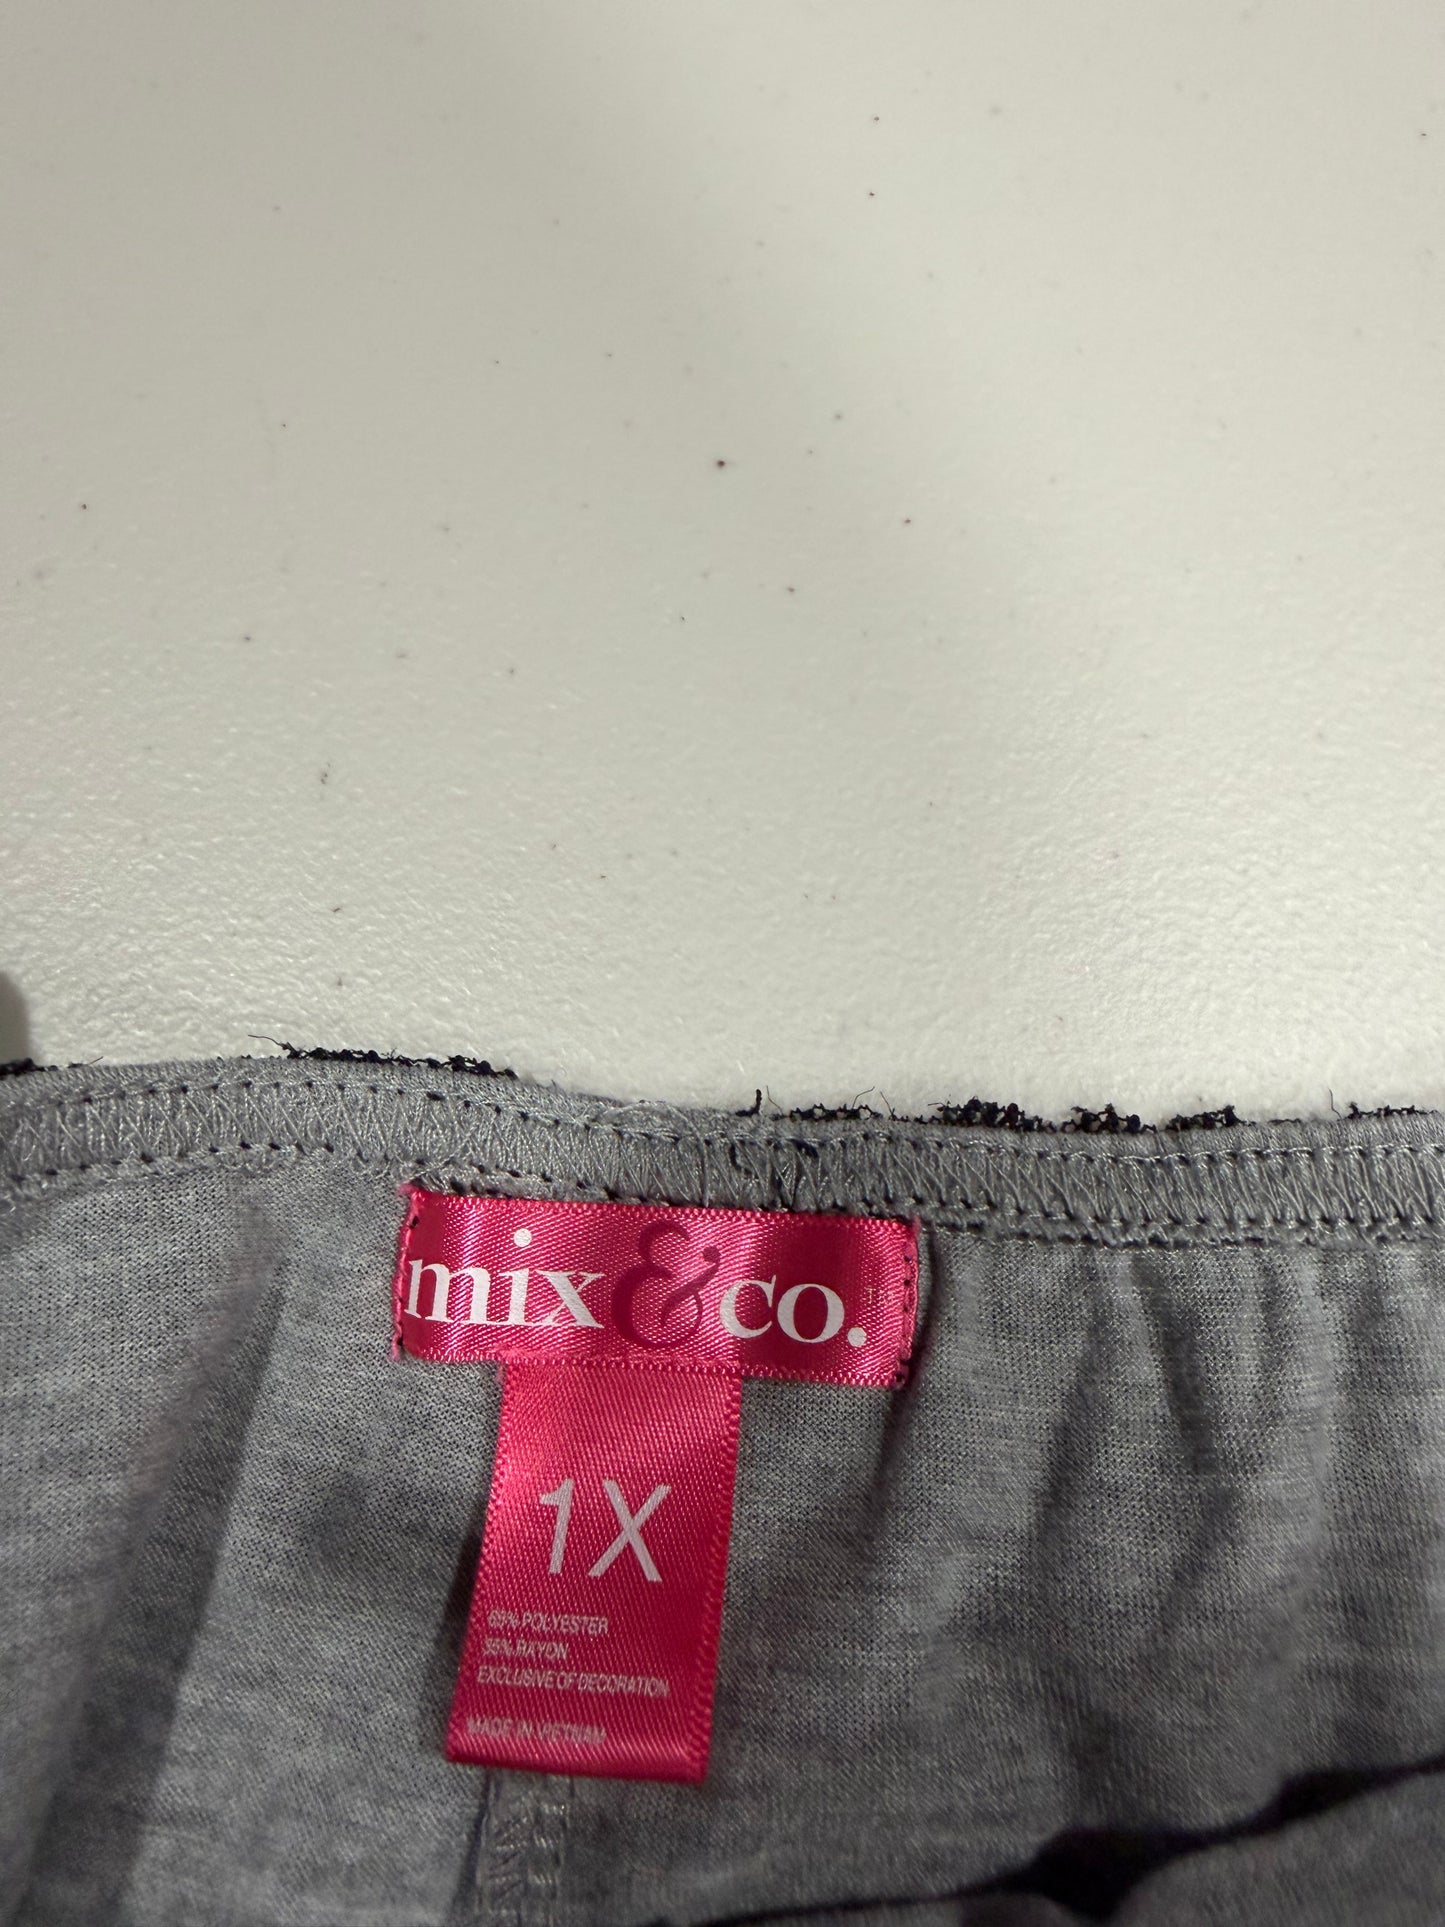 mix & co.
1X
65% POLYESTER
35% RAYON
EXCLUSIVE OF DECORATION
MADE IN VIETNAM